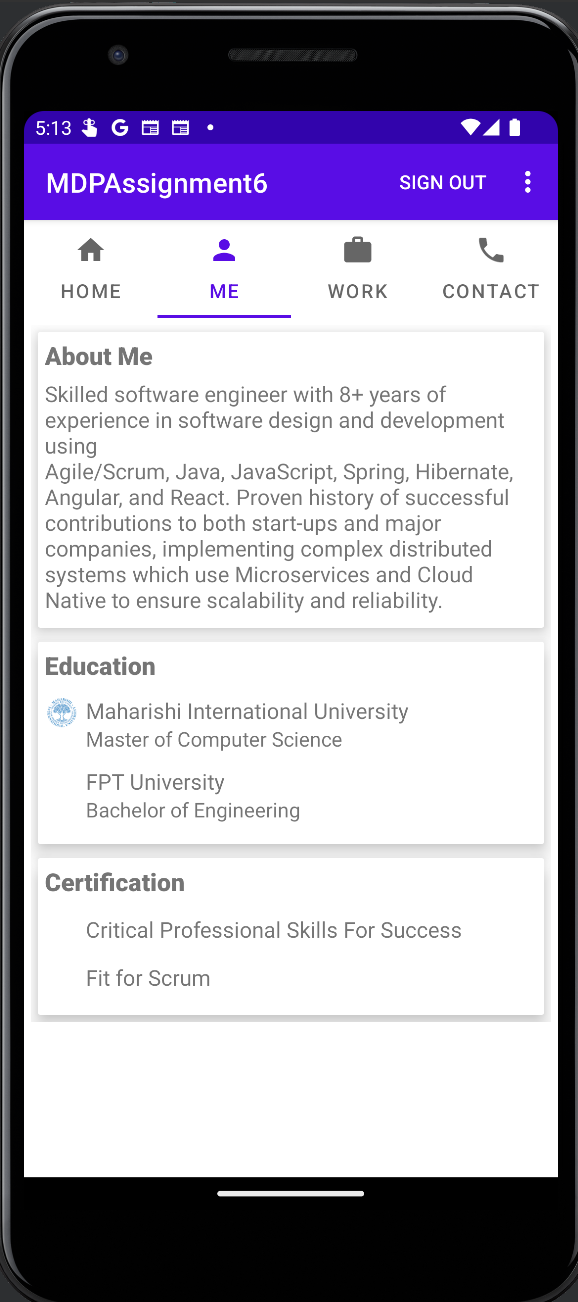 5:13
MDPAssignment6
SIGN OUT
HOME
ME
WORK
CONTACT
About Me
Skilled software engineer with 8+ years of
experience in software design and development
using
Agile/Scrum, Java, JavaScript, Spring, Hibernate,
Angular, and React. Proven history of successful
contributions to both start-ups and major
companies, implementing complex distributed
systems which use Microservices and Cloud
Native to ensure scalability and reliability.
Education
Maharishi International University
Master of Computer Science
FPT University
Bachelor of Engineering
Certification
Critical Professional Skills For Success
Fit for Scrum